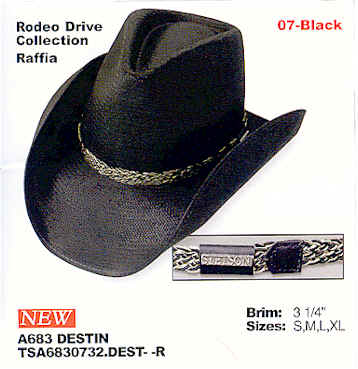 Rodeo Drive
Collection
Raffia
07-Black
STETSON
NEW
Brim: 3 1/4"
Sizes: S,M,L,XL
A683 DESTIN
TSA6830732.DEST- -R